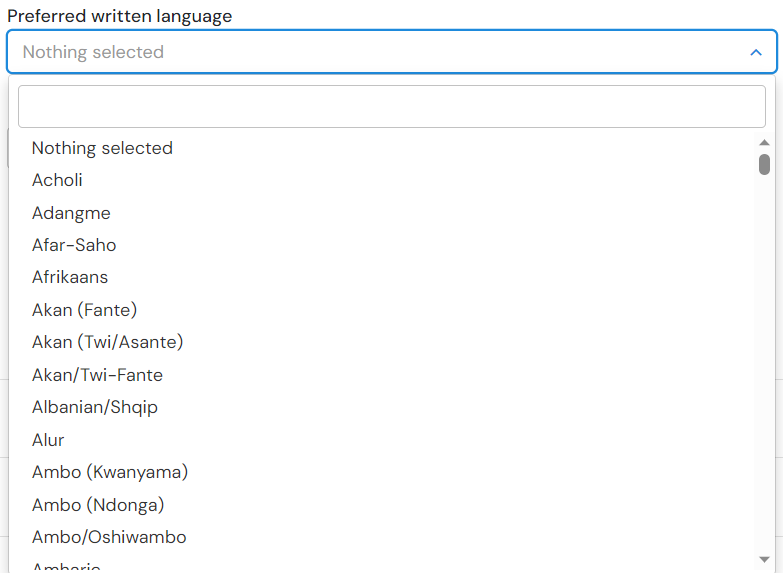 Preferred written language
Nothing selected
Nothing selected
Acholi
Adangme
Afar-Saho
Afrikaans
Akan (Fante)
Akan (Twi/Asante)
Akan/Twi-Fante
Albanian/Shqip
Alur
Ambo (Kwanyama)
Ambo (Ndonga)
Ambo/Oshiwambo
Amharic